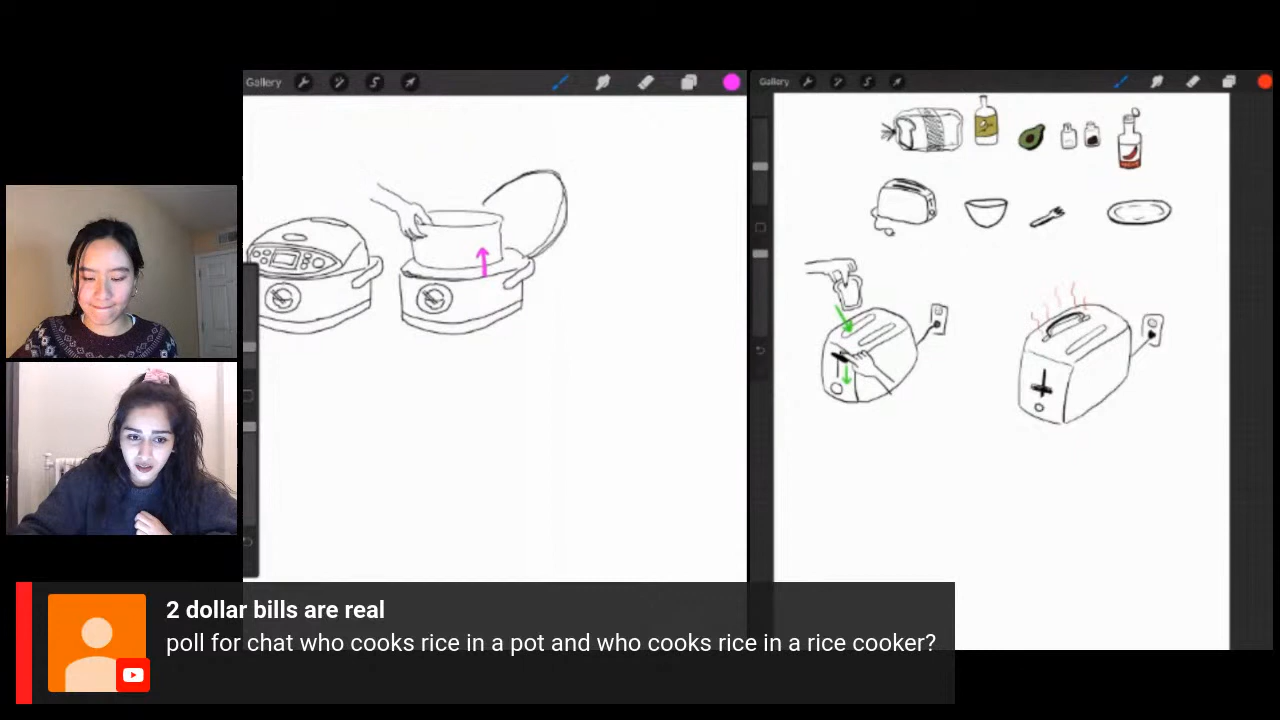 Gallery
Gallery
2 dollar bills are real
poll for chat who cooks rice in a pot and who cooks rice in a rice cooker?